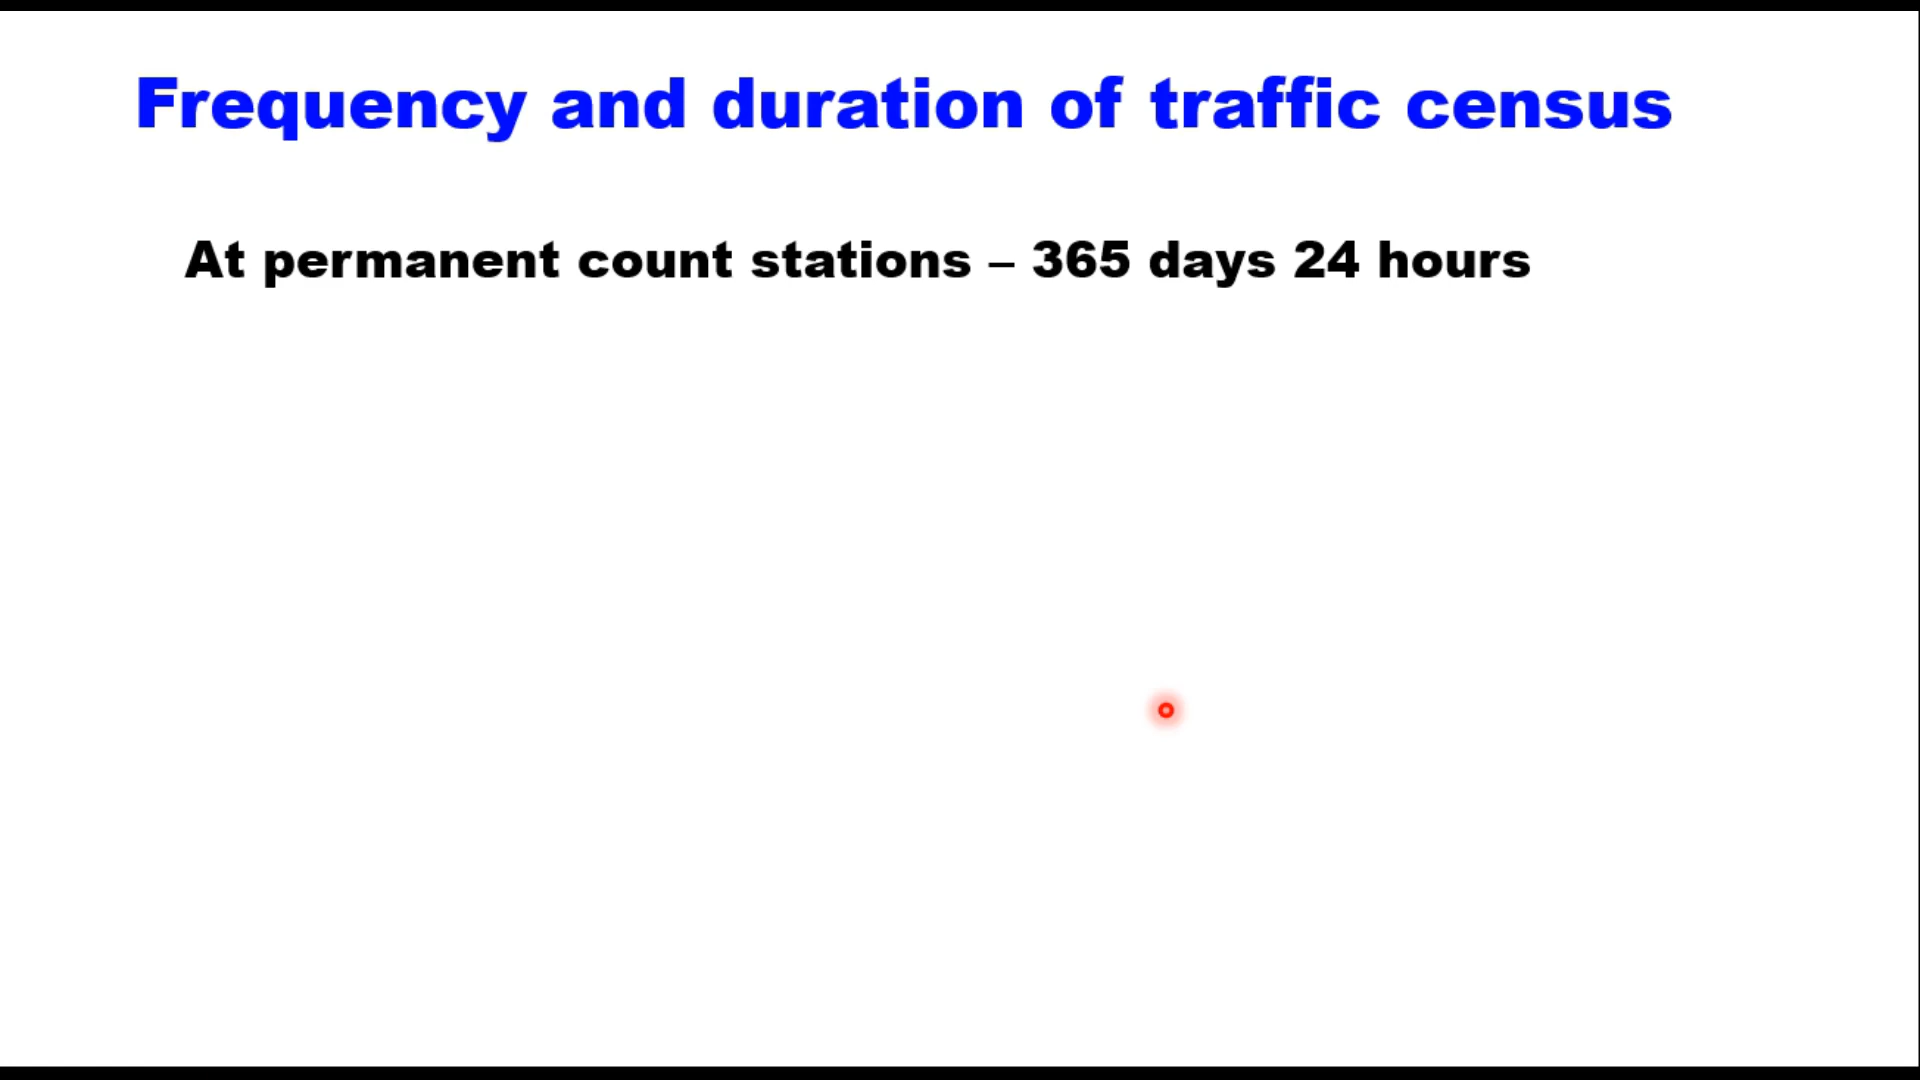 Frequency and duration of traffic census
At permanent count stations – 365 days 24 hours